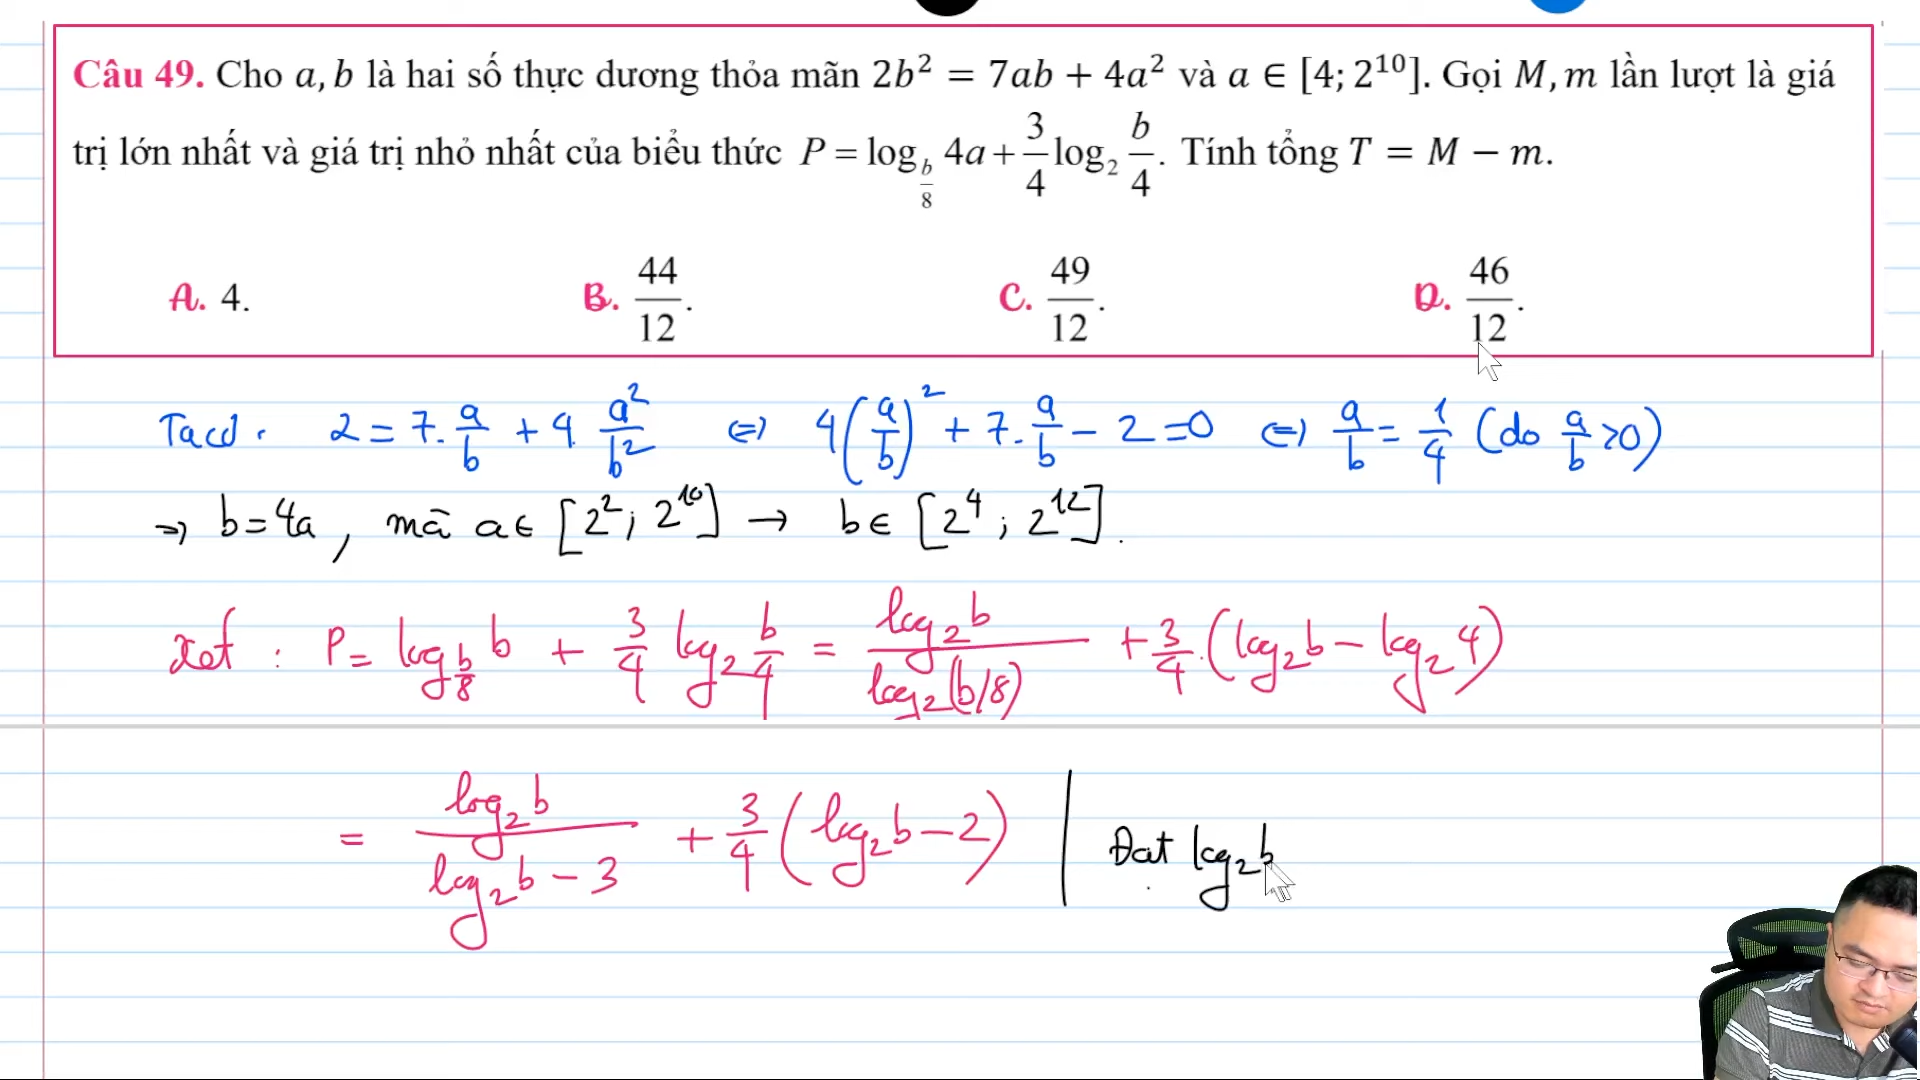 Câu 49. Cho a, b là hai số thực dương thỏa mãn 2b² = 7ab + 4a² và a ∈ [4; 2¹⁰]. Gọi M, m lần lượt là giá
trị lớn nhất và giá trị nhỏ nhất của biểu thức P = log_{b/8} 4a + 3/4 log₂ b/4. Tính tổng T = M − m.
A. 4. B. 44/12. C. 49/12. D. 46/12.
Tacó: 2 = 7. a/b + 4. a²/b² ⇔ 4(a/b)² + 7. a/b − 2 = 0 ⇔ a/b = 1/4 (do a/b > 0)
⇒ b = 4a, mà a ∈ [2²; 2¹⁰] → b ∈ [2⁴; 2¹²].
Xét: P = log_{b/8} b + 3/4 log₂ b/4 = log₂b / log₂(b/8) + 3/4.(log₂b − log₂4)
= log₂b / (log₂b − 3) + 3/4 (log₂b − 2) | Đặt log₂b